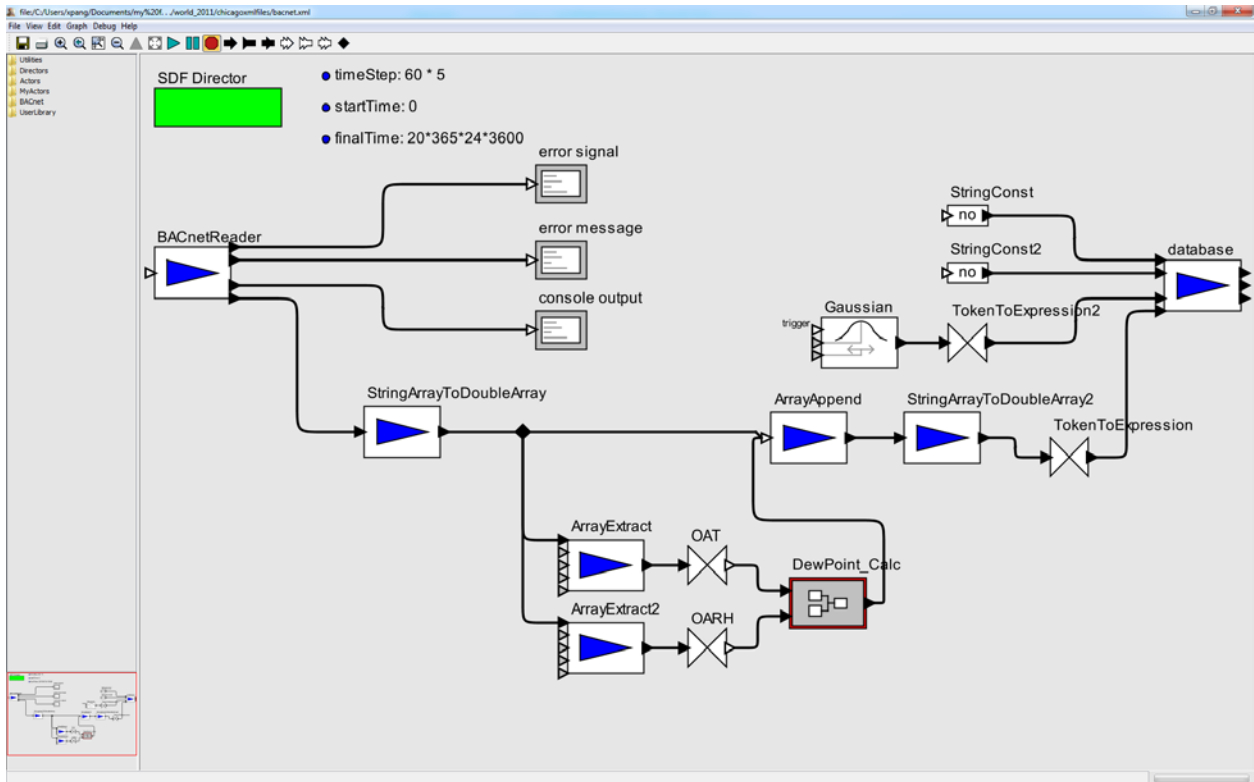 file:/C:/Users/xpang/Documents/my%20f.../world_2011/chicagoxmlfiles/bacnet.xml
File View Edit Graph Debug Help
Utilities
Directors
Actors
MyActors
BACnet
UserLibrary
SDF Director
timeStep: 60 * 5
startTime: 0
finalTime: 20*365*24*3600
error signal
BACnetReader
error message
console output
StringConst
no
StringConst2
no
database
Gaussian
trigger
TokenToExpression2
StringArrayToDoubleArray
ArrayAppend
StringArrayToDoubleArray2
TokenToExpression
ArrayExtract
OAT
DewPoint_Calc
ArrayExtract2
OARH